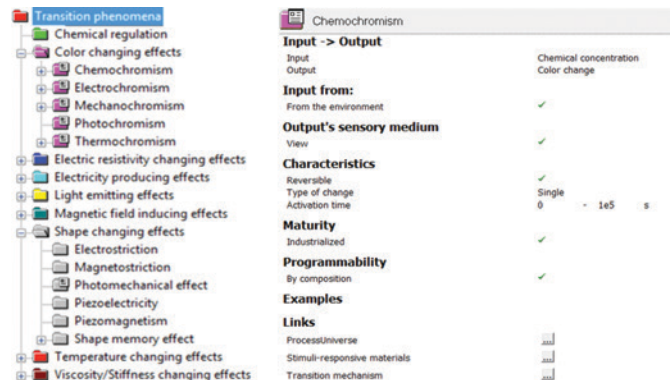 Transition phenomena
Chemical regulation
Color changing effects
Chemochromism
Electrochromism
Mechanochromism
Photochromism
Thermochromism
Electric resistivity changing effects
Electricity producing effects
Light emitting effects
Magnetic field inducing effects
Shape changing effects
Electrostriction
Magnetostriction
Photomechanical effect
Piezoelectricity
Piezomagnetism
Shape memory effect
Temperature changing effects
Viscosity/Stiffness changing effects
Chemochromism
Input -> Output
Input Chemical concentration
Output Color change
Input from:
From the environment ✓
Output's sensory medium
View ✓
Characteristics
Reversible ✓
Type of change Single
Activation time 0 - 1e5 s
Maturity
Industrialized ✓
Programmability
By composition ✓
Examples
Links
ProcessUniverse ...
Stimuli-responsive materials ...
Transition mechanism ...